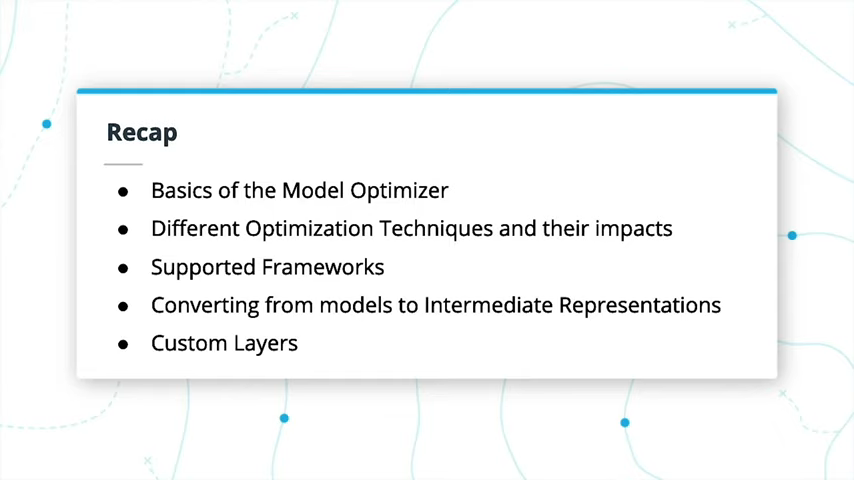 Recap
● Basics of the Model Optimizer
● Different Optimization Techniques and their impacts
● Supported Frameworks
● Converting from models to Intermediate Representations
● Custom Layers